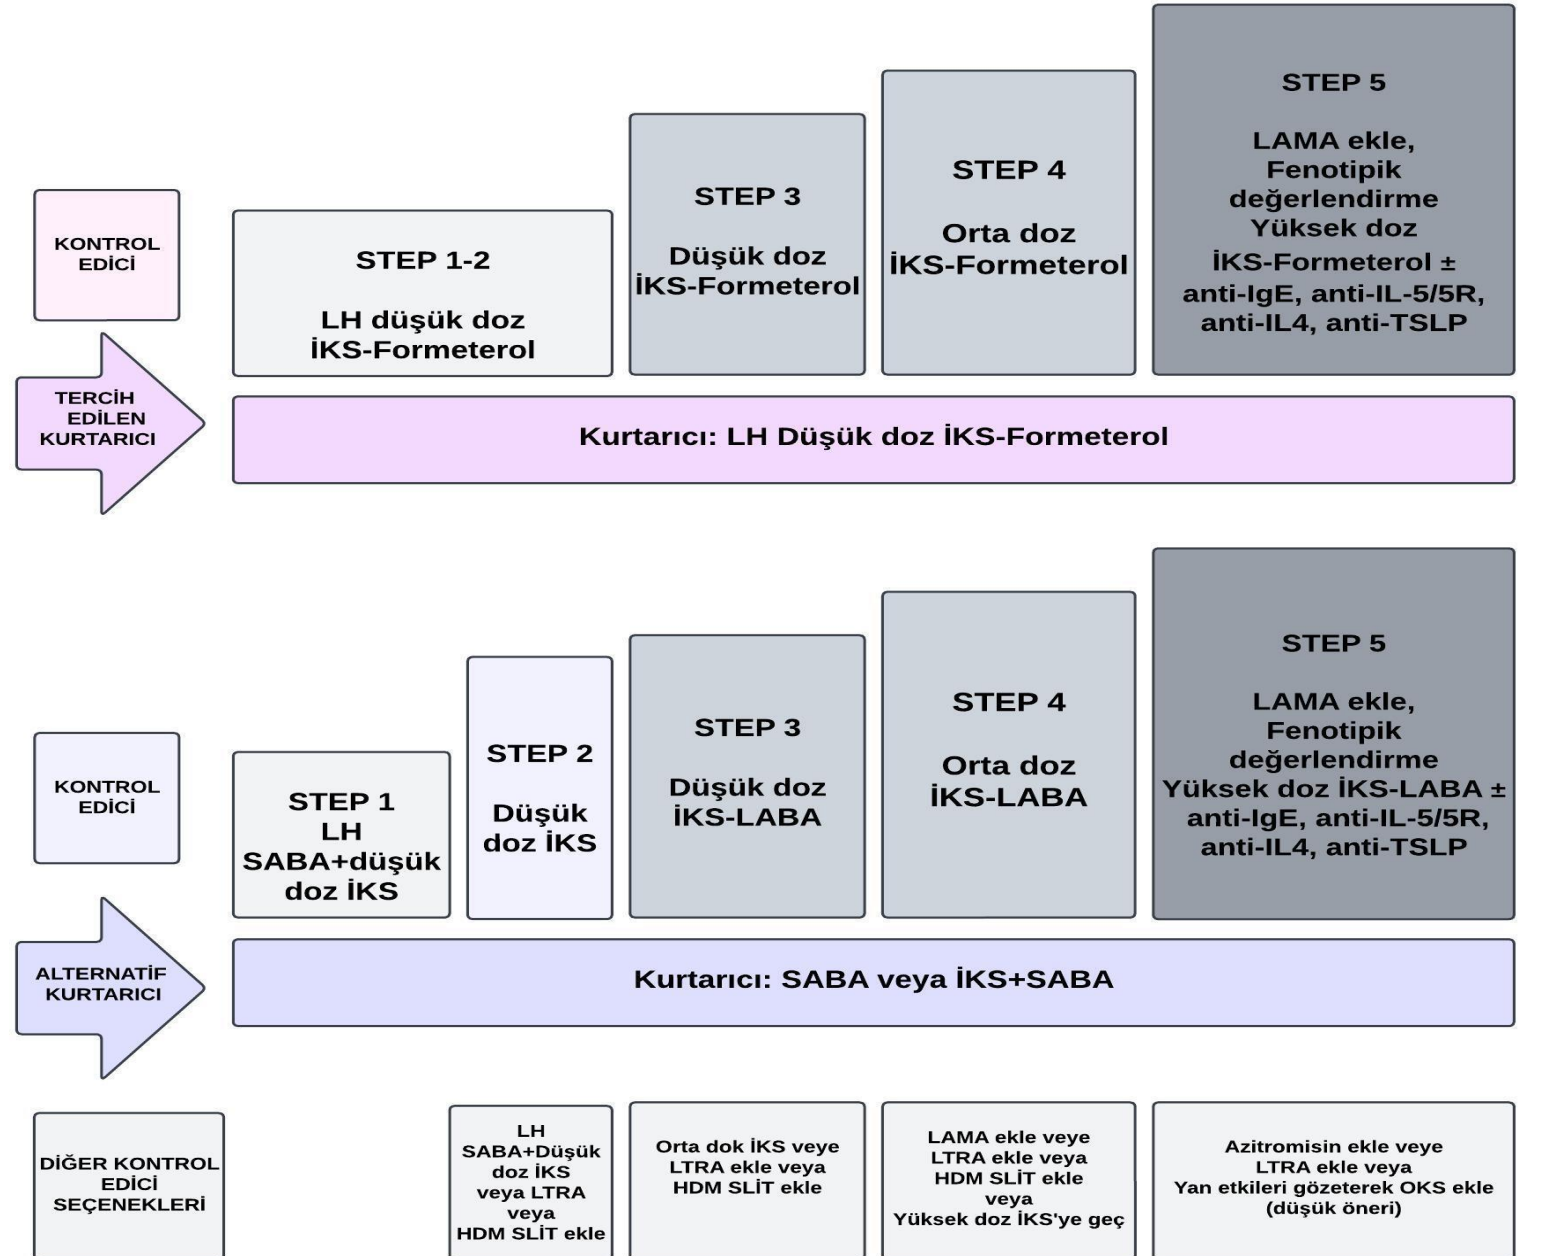 KONTROL
EDİCİ
STEP 1-2
LH düşük doz
İKS-Formeterol
STEP 3
Düşük doz
İKS-Formeterol
STEP 4
Orta doz
İKS-Formeterol
STEP 5
LAMA ekle,
Fenotipik
değerlendirme
Yüksek doz
İKS-Formeterol ±
anti-IgE, anti-IL-5/5R,
anti-IL4, anti-TSLP
TERCİH
EDİLEN
KURTARICI
Kurtarıcı: LH Düşük doz İKS-Formeterol
KONTROL
EDİCİ
STEP 1
LH
SABA+düşük
doz İKS
STEP 2
Düşük
doz İKS
STEP 3
Düşük doz
İKS-LABA
STEP 4
Orta doz
İKS-LABA
STEP 5
LAMA ekle,
Fenotipik
değerlendirme
Yüksek doz İKS-LABA ±
anti-IgE, anti-IL-5/5R,
anti-IL4, anti-TSLP
ALTERNATİF
KURTARICI
Kurtarıcı: SABA veya İKS+SABA
DİĞER KONTROL
EDİCİ
SEÇENEKLERİ
LH
SABA+Düşük
doz İKS
veya LTRA
veya
HDM SLİT ekle
Orta dok İKS veye
LTRA ekle veya
HDM SLİT ekle
LAMA ekle veye
LTRA ekle veya
HDM SLİT ekle
veya
Yüksek doz İKS'ye geç
Azitromisin ekle veye
LTRA ekle veya
Yan etkileri gözeterek OKS ekle
(düşük öneri)